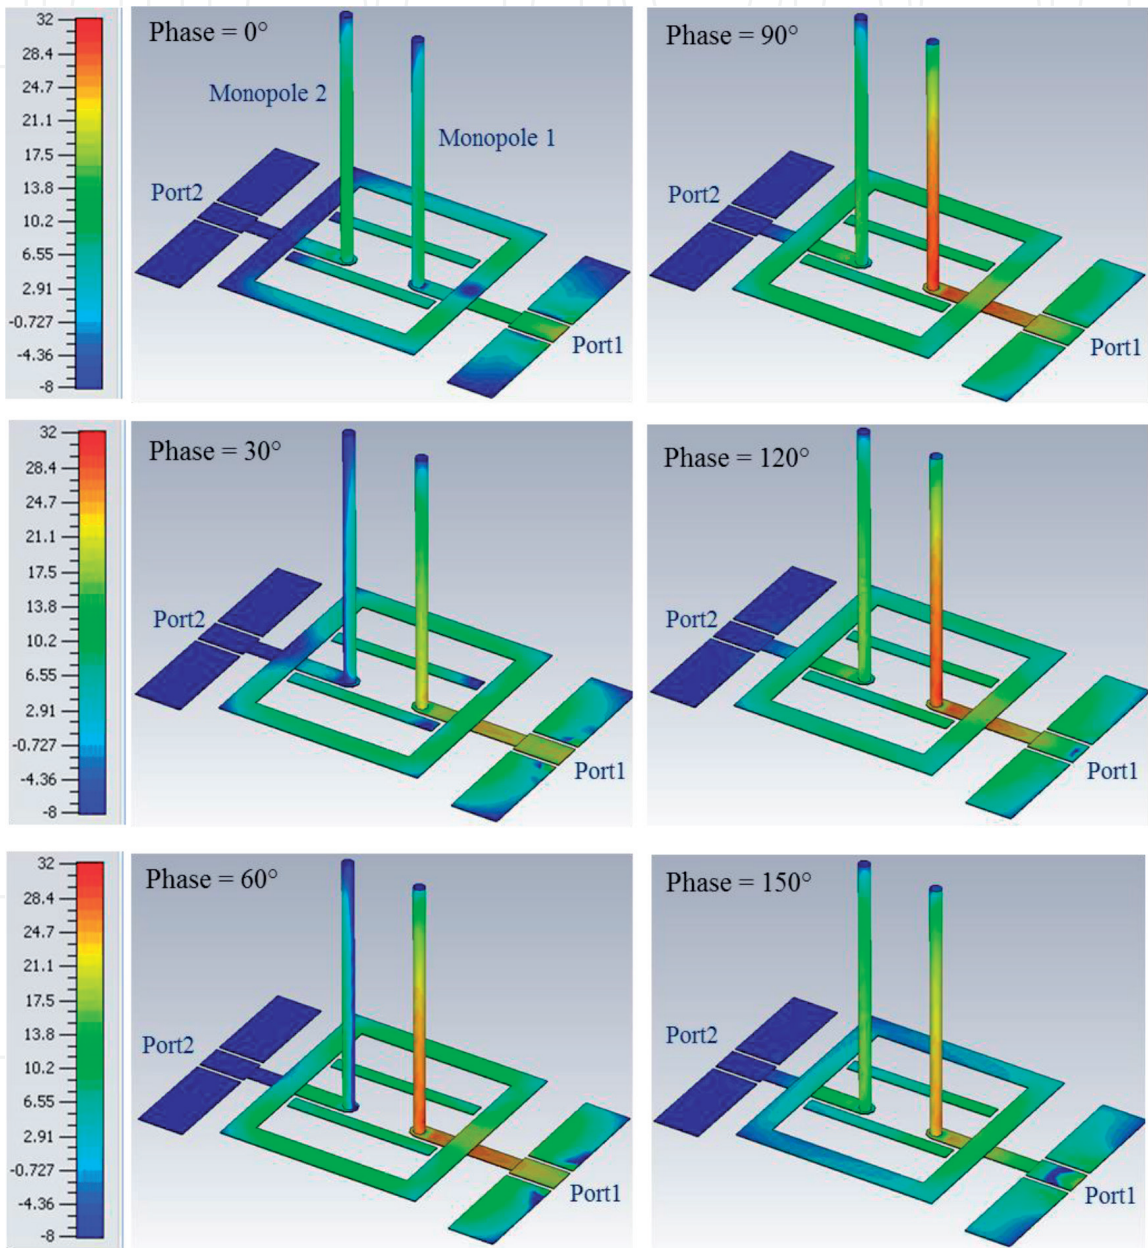 32
28.4
24.7
21.1
17.5
13.8
10.2
6.55
2.91
-0.727
-4.36
-8
Phase = 0°
Monopole 2
Monopole 1
Port2
Port1
Phase = 90°
Port2
Port1
32
28.4
24.7
21.1
17.5
13.8
10.2
6.55
2.91
-0.727
-4.36
-8
Phase = 30°
Port2
Port1
Phase = 120°
Port2
Port1
32
28.4
24.7
21.1
17.5
13.8
10.2
6.55
2.91
-0.727
-4.36
-8
Phase = 60°
Port2
Port1
Phase = 150°
Port2
Port1